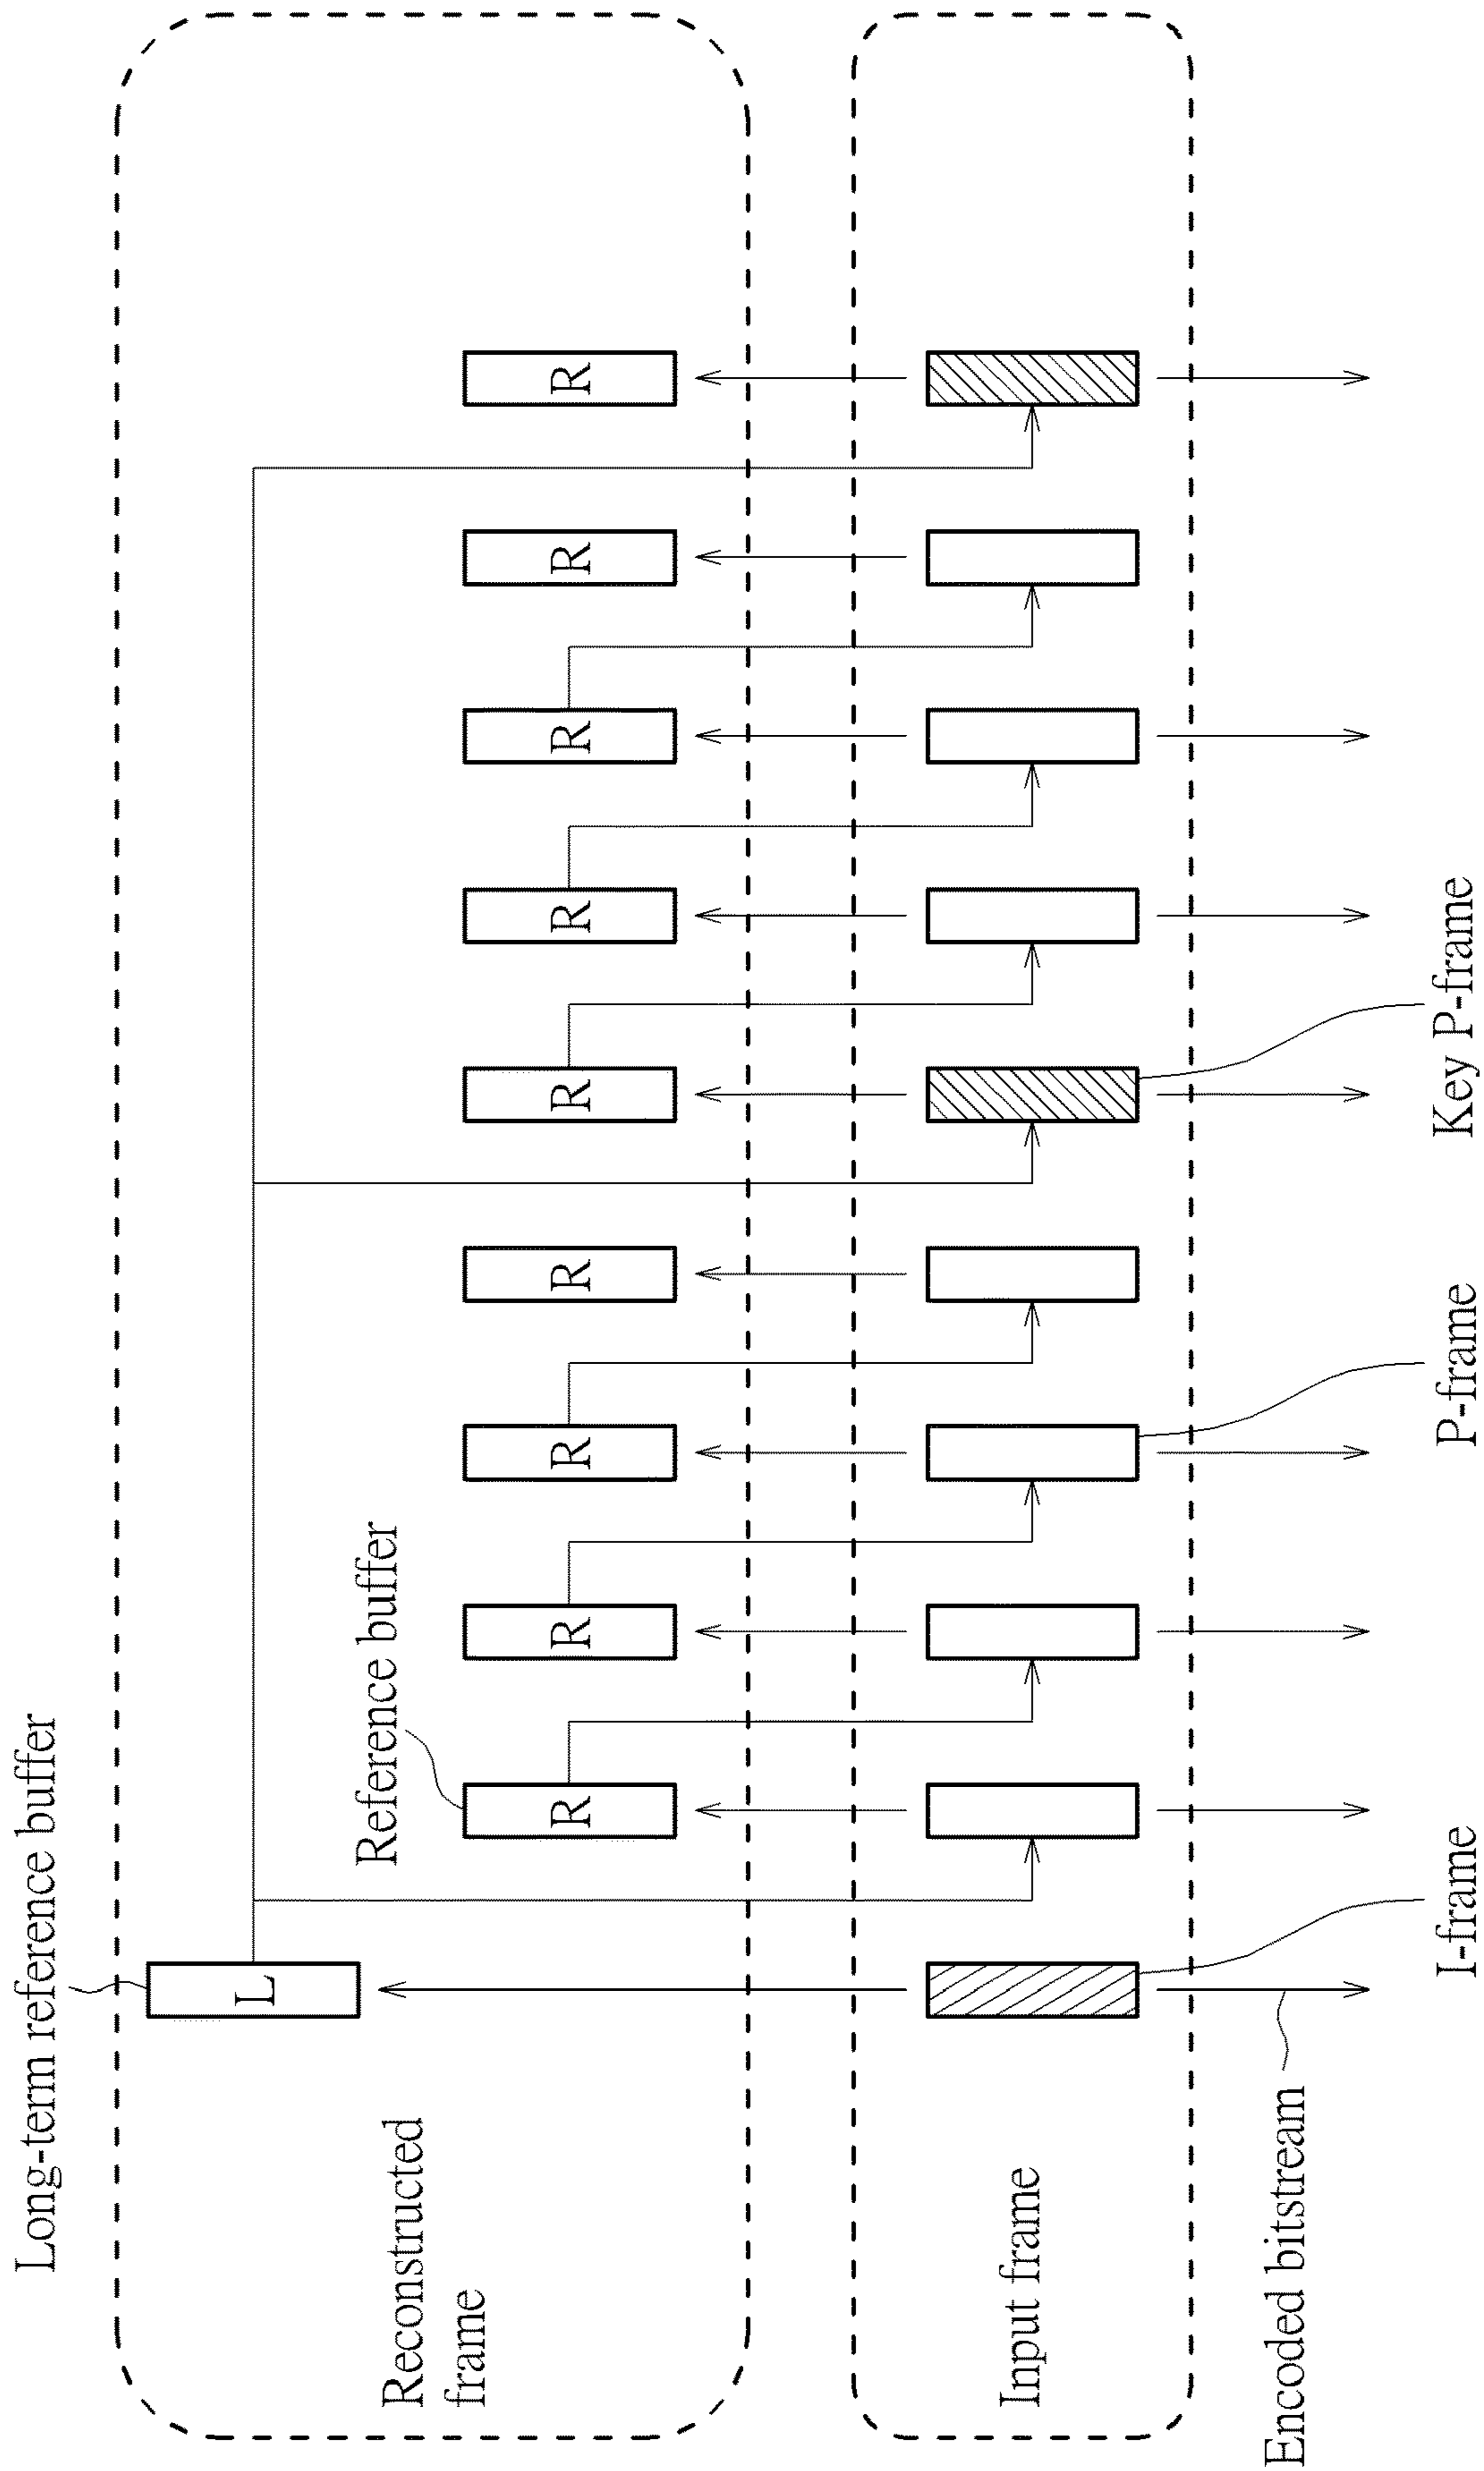 Long-term reference buffer
L
Reconstructed
frame
Reference buffer
R
R
R
R
R
R
R
R
R
Input frame
Encoded bitstream
I-frame
P-frame
Key P-frame